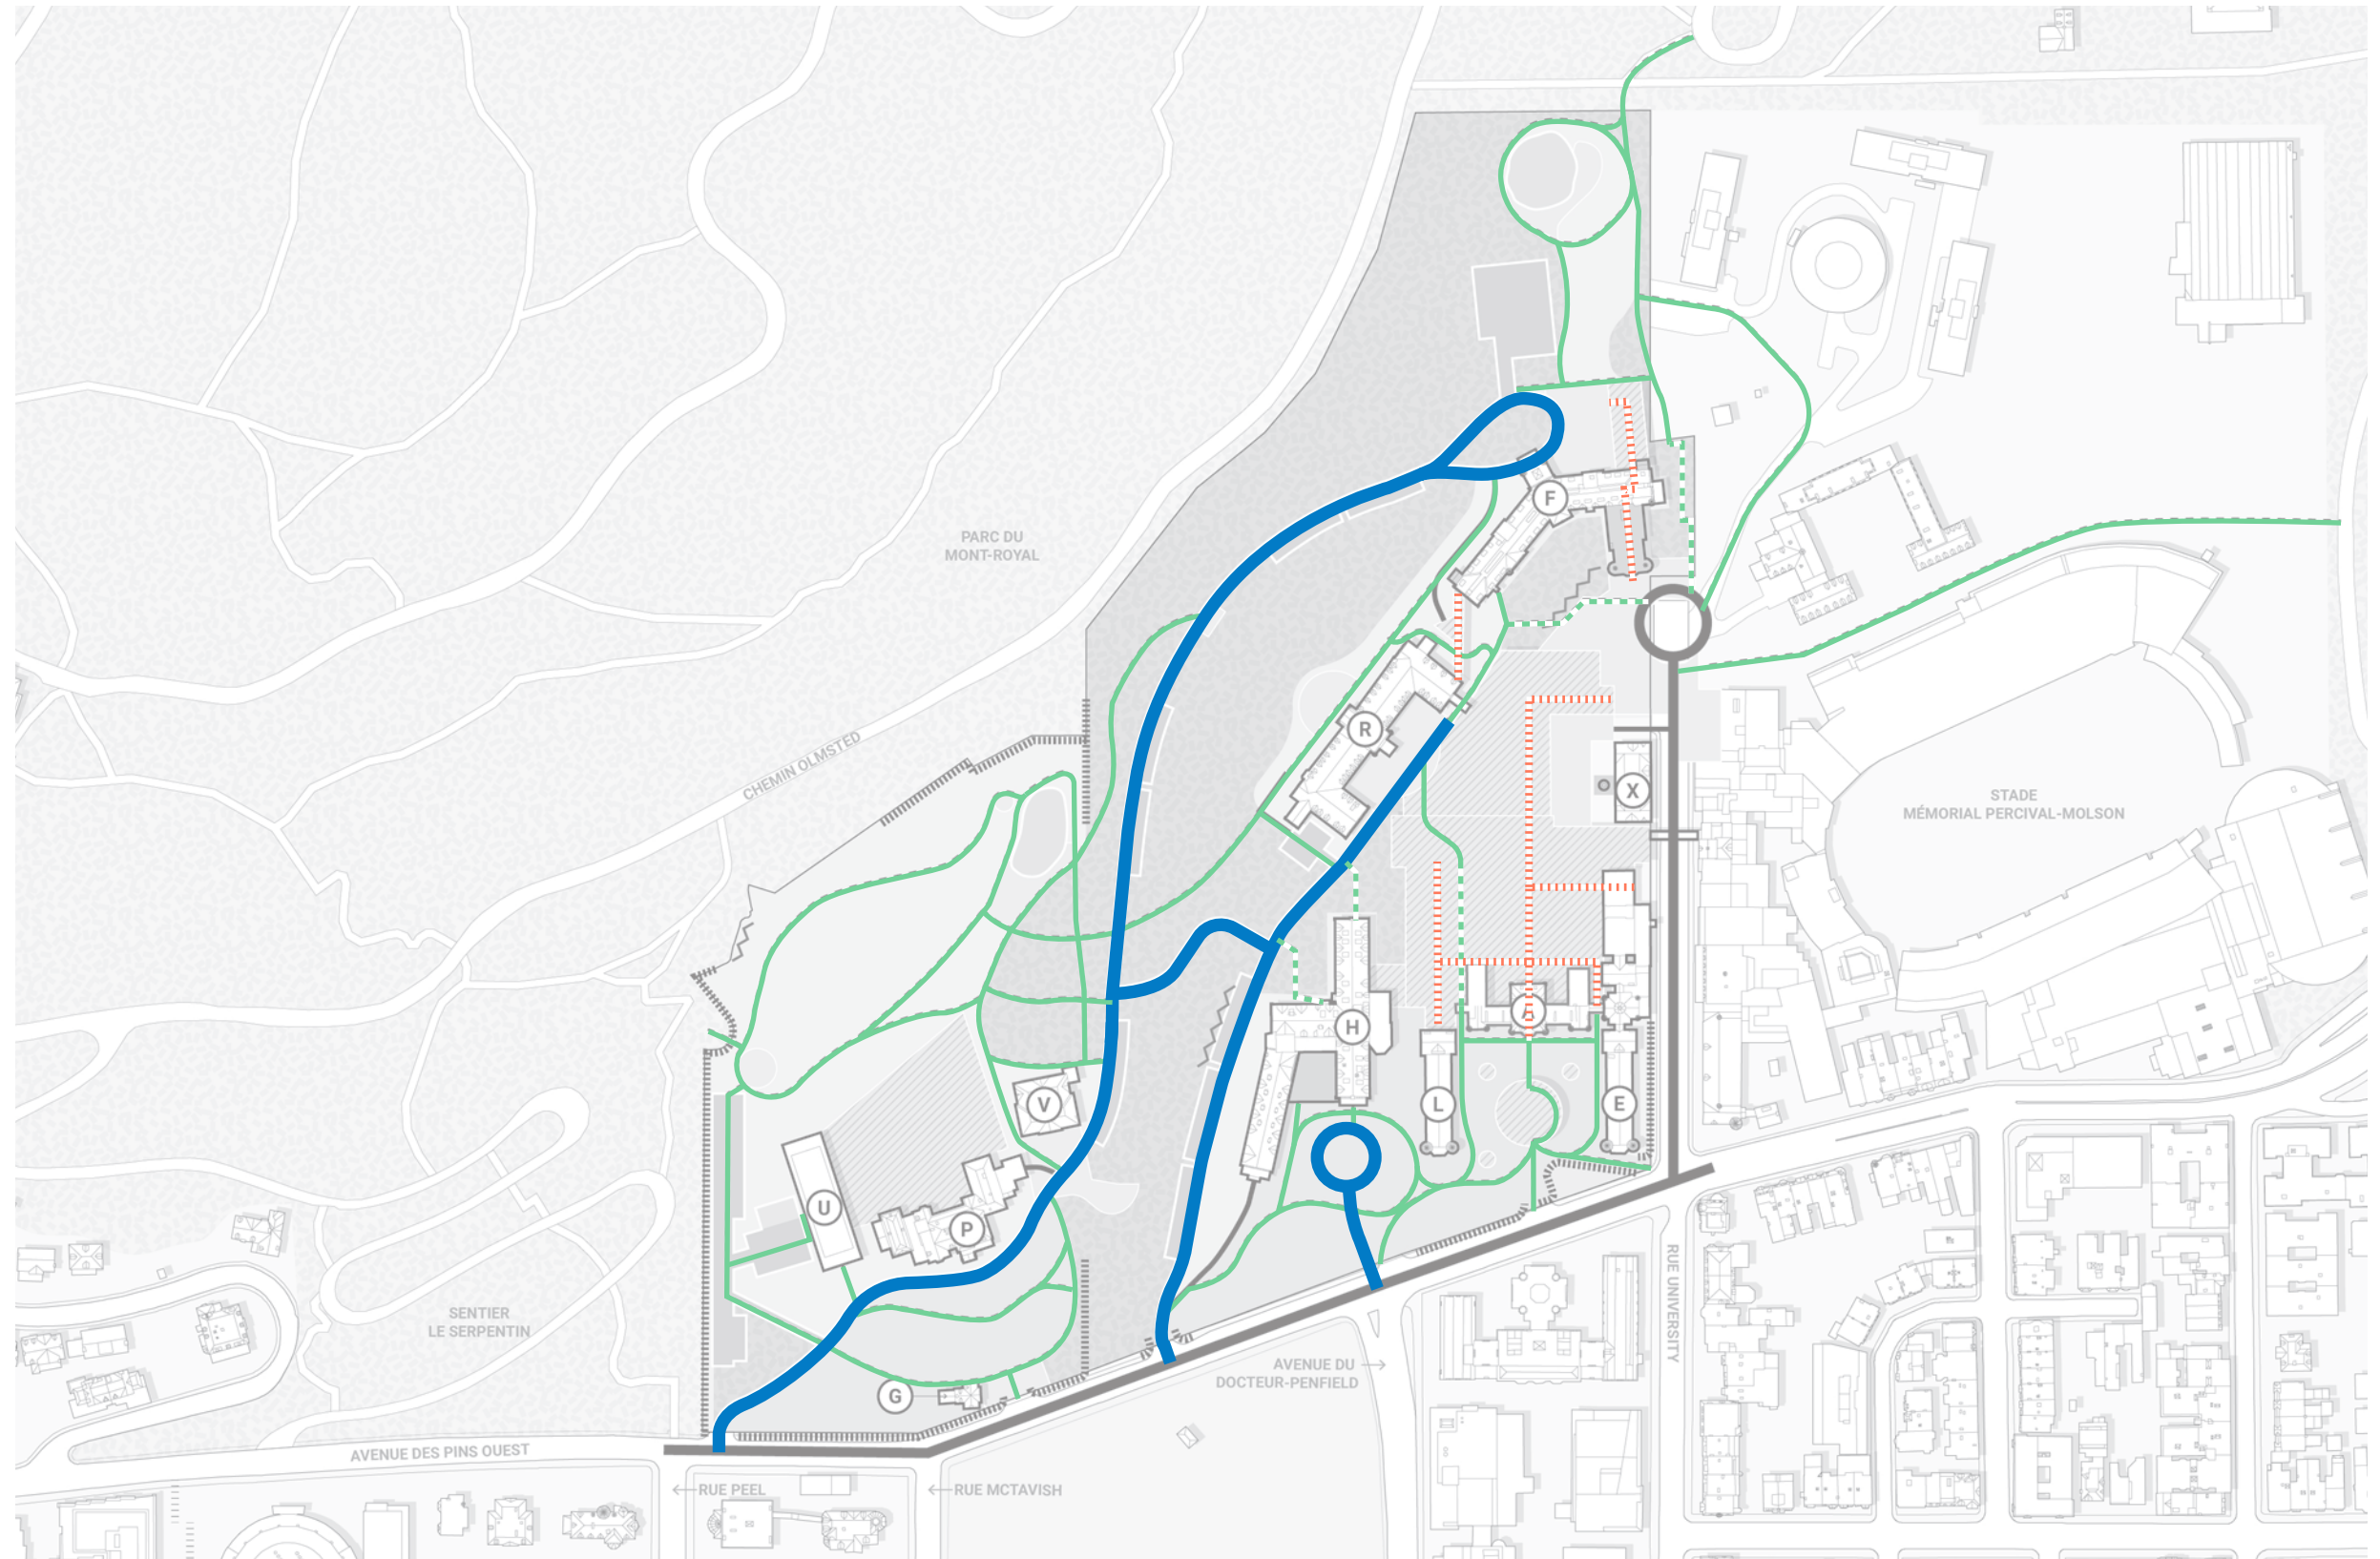 PARC DU
MONT-ROYAL
CHEMIN OLMSTED
F
R
X
STADE
MÉMORIAL PERCIVAL-MOLSON
H
A
V
L
E
U
P
G
SENTIER
LE SERPENTIN
AVENUE DU
DOCTEUR-PENFIELD
RUE UNIVERSITY
AVENUE DES PINS OUEST
RUE PEEL
RUE MCTAVISH